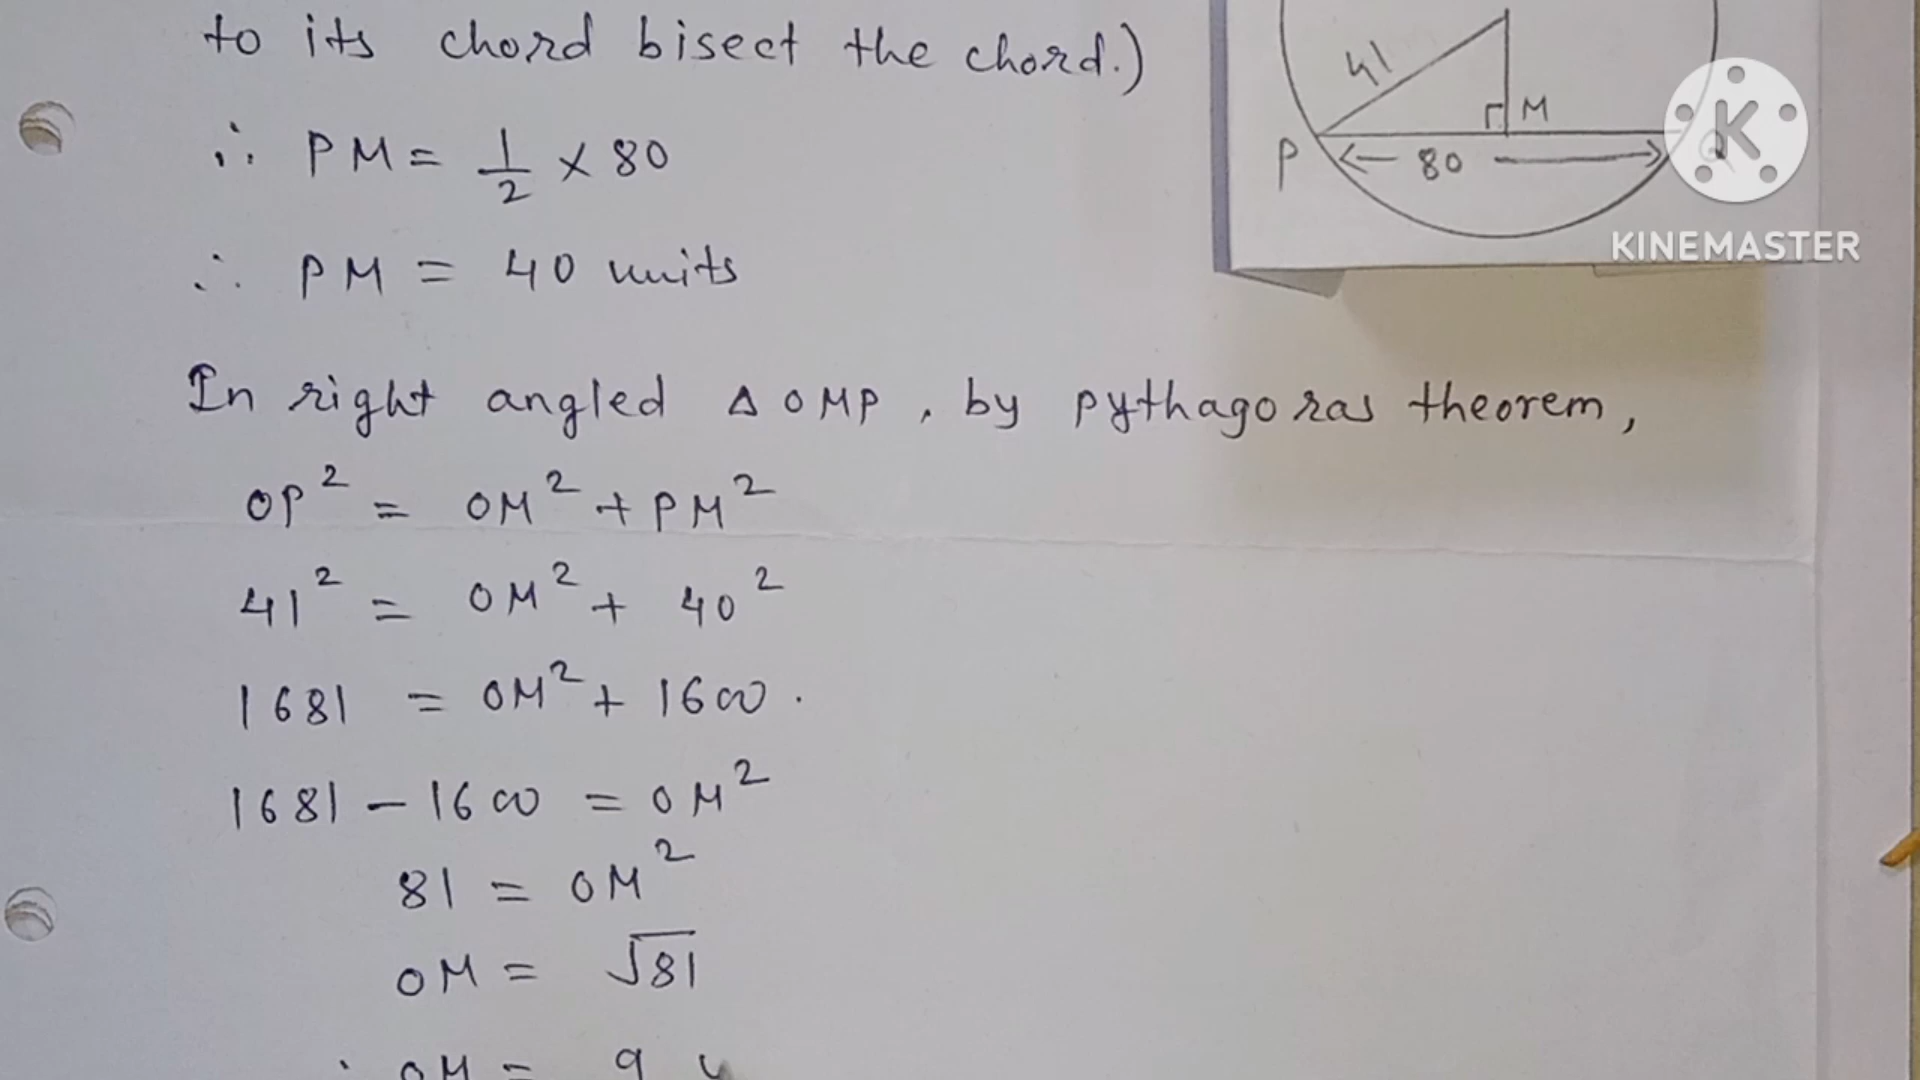 to its chord bisect the chord.)
∴ PM = 1/2 × 80
∴ PM = 40 units
In right angled △OMP, by pythagoras theorem,
OP² = OM² + PM²
41² = OM² + 40²
1681 = OM² + 1600.
1681 - 1600 = OM²
81 = OM²
OM = √81
OM = 9
41
M
P
80
K
KINEMASTER